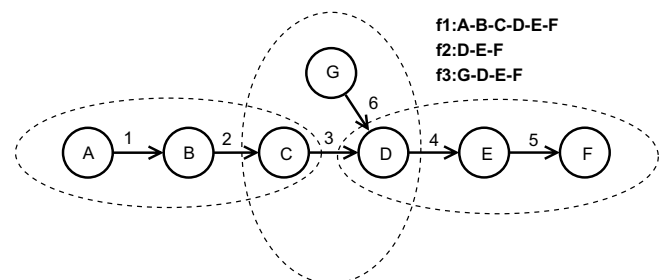 f1:A-B-C-D-E-F
f2:D-E-F
f3:G-D-E-F
G
6
A 1 B 2 C 3 D 4 E 5 F